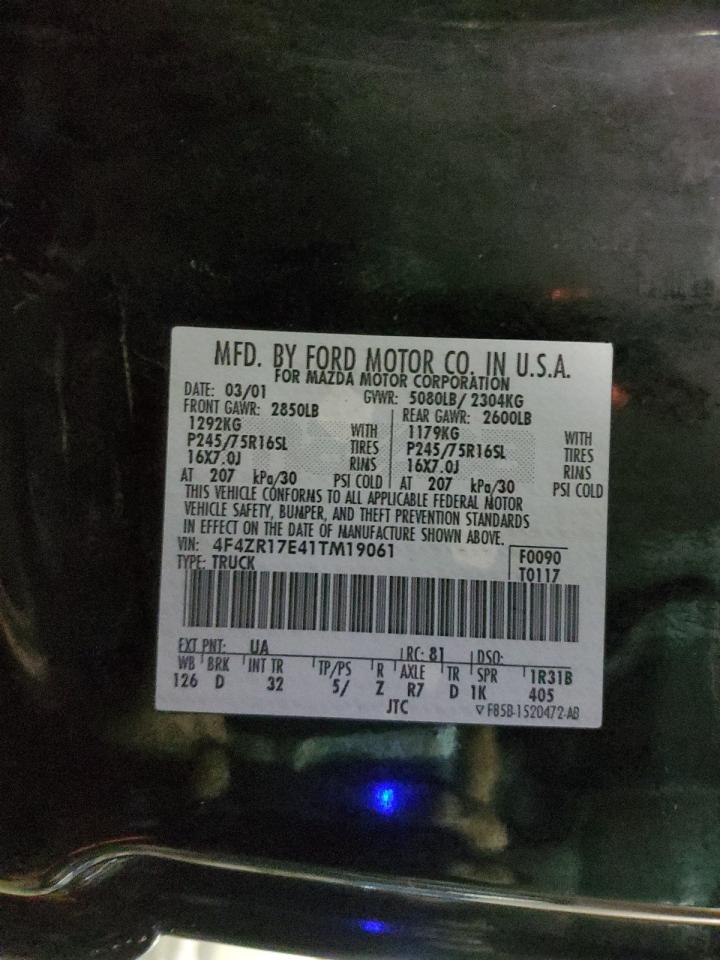 MFD. BY FORD MOTOR CO. IN U.S.A.
FOR MAZDA MOTOR CORPORATION
DATE: 03/01 GVWR: 5080LB/ 2304KG
FRONT GAWR: 2850LB REAR GAWR: 2600LB
1292KG WITH 1179KG WITH
P245/75R16SL TIRES P245/75R16SL TIRES
16X7.0J RIMS 16X7.0J RIMS
AT 207 kPa/30 PSI COLD AT 207 kPa/30 PSI COLD
THIS VEHICLE CONFORMS TO ALL APPLICABLE FEDERAL MOTOR
VEHICLE SAFETY, BUMPER, AND THEFT PREVENTION STANDARDS
IN EFFECT ON THE DATE OF MANUFACTURE SHOWN ABOVE.
VIN: 4F4ZR17E41TM19061 F0090
TYPE: TRUCK T0117
EXT PNT: UA RC: 81 DSO:
WB BRK INT TR TP/PS R AXLE TR SPR 1R31B
126 D 32 5/ Z R7 D 1K 405
JTC ▽ F85B-1520472-AB